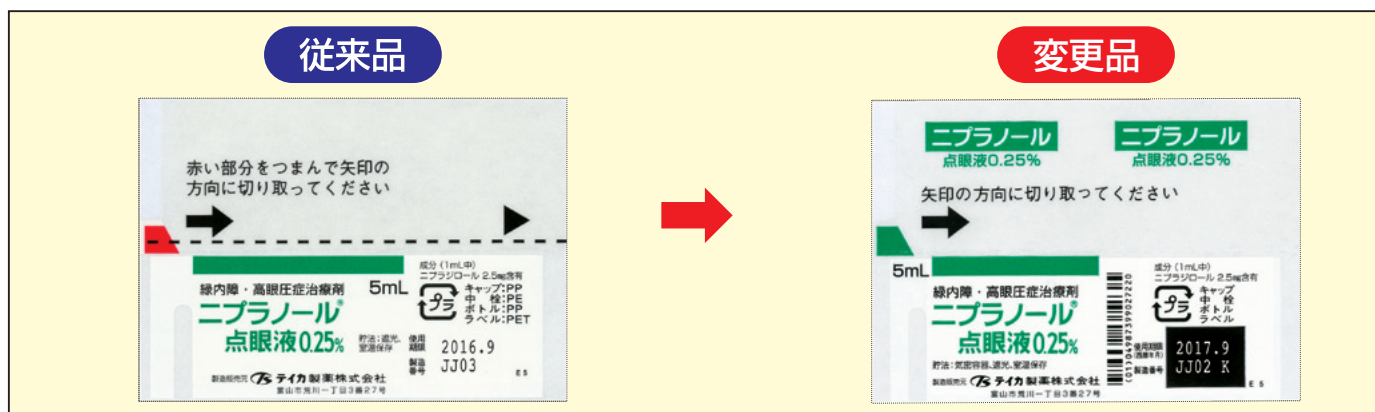 従来品
赤い部分をつまんで矢印の
方向に切り取ってください
成分(1mL中)
ニプラジロール 2.5mg含有
緑内障・高眼圧症治療剤
5mL
プラ
キャップ:PP
中 栓:PE
ボトル:PP
ラベル:PET
ニプラノール®
点眼液0.25%
貯法:遮光、
室温保存
使用
期限
2016.9
製造
番号
JJ03
E5
製造販売元 テイカ製薬株式会社
富山市荒川一丁目3番27号
変更品
ニプラノール
点眼液0.25%
ニプラノール
点眼液0.25%
矢印の方向に切り取ってください
5mL
成分(1mL中)
ニプラジロール 2.5mg含有
緑内障・高眼圧症治療剤
プラ
キャップ
中 栓
ボトル
ラベル
ニプラノール®
点眼液0.25%
(01)04987399027220
貯法:気密容器、遮光、室温保存
使用期限
(西暦年月)
2017.9
製造番号
JJ02 K
E5
製造販売元 テイカ製薬株式会社
富山市荒川一丁目3番27号